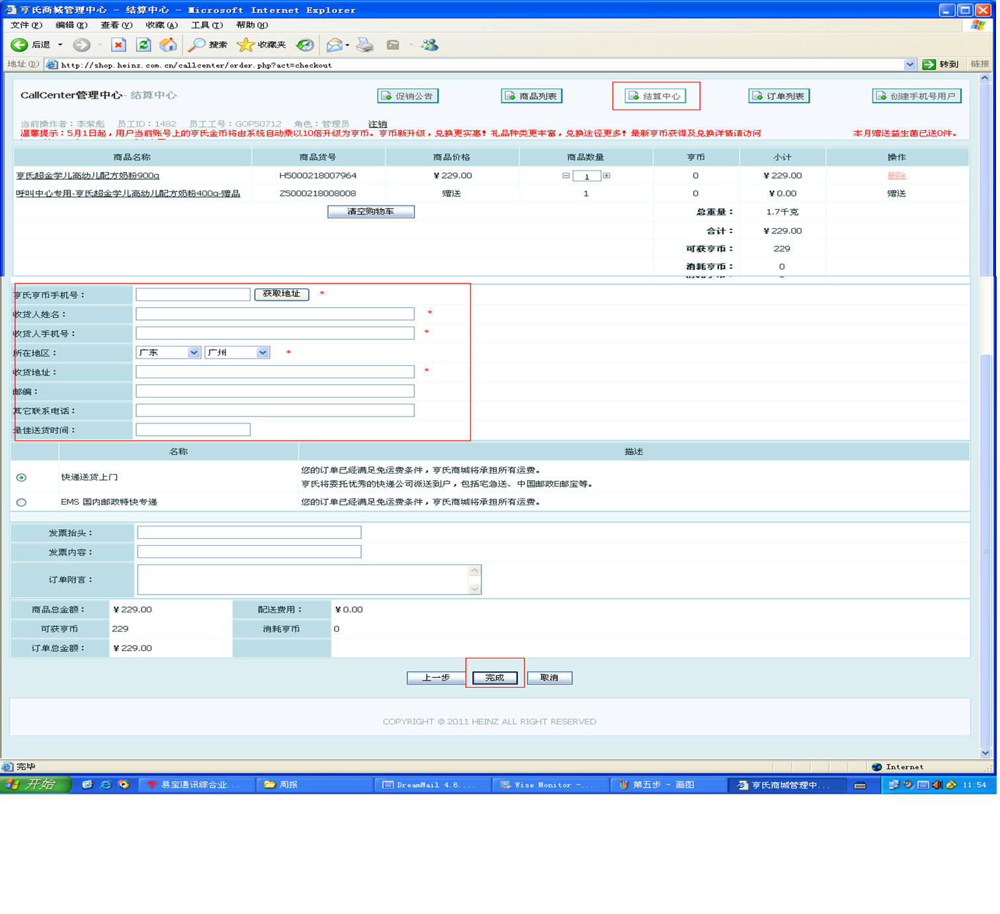 亨氏商城管理中心 - 结算中心 - Microsoft Internet Explorer
文件(F) 编辑(E) 查看(V) 收藏(A) 工具(T) 帮助(H)
后退 搜索 收藏夹
地址(D) http://shop.heinz.com.cn/callcenter/order.php?act=checkout 转到 链接
CallCenter管理中心- 结算中心 促销公告 商品列表 结算中心 订单列表 创建手机号用户
当前操作者：李紫彪 员工ID：1482 员工工号：GOP50712 角色：管理员 注销
温馨提示：5月1日起，用户当前账号上的亨氏金币将由系统自动乘以10倍升级为亨币。亨币新升级，兑换更实惠！礼品种类更丰富，兑换途径更多！最新亨币获得及兑换详情请访问 本月赠送益生菌已送0件。
商品名称 商品货号 商品价格 商品数量 亨币 小计 操作
亨氏超金学儿高幼儿配方奶粉900g H5000218007964 ￥229.00 1 0 ￥229.00 删除
呼叫中心专用-亨氏超金学儿高幼儿配方奶粉400g-赠品 Z5000218008008 赠送 1 0 ￥0.00 赠送
清空购物车 总重量： 1.7千克
合计： ￥229.00
可获亨币： 229
消耗亨币： 0
亨氏亨币手机号： 获取地址 *
收货人姓名： *
收货人手机号： *
所在地区： 广东 广州 *
收货地址： *
邮编：
其它联系电话：
最佳送货时间：
名称 描述
快递送货上门 您的订单已经满足免运费条件，亨氏商城将承担所有运费。
亨氏将委托优秀的快递公司派送到户，包括宅急送、中国邮政E邮宝等。
EMS 国内邮政特快专递 您的订单已经满足免运费条件，亨氏商城将承担所有运费。
发票抬头：
发票内容：
订单附言：
商品总金额： ￥229.00 配送费用： ￥0.00
可获亨币 229 消耗亨币 0
订单总金额： ￥229.00
上一步 完成 取消
COPYRIGHT © 2011 HEINZ ALL RIGHT RESERVED
完毕 Internet
开始 易宝通讯综合业... 周报 DreamMail 4.6.... Wise Monitor -... 第五步 - 画图 亨氏商城管理中... 11:54